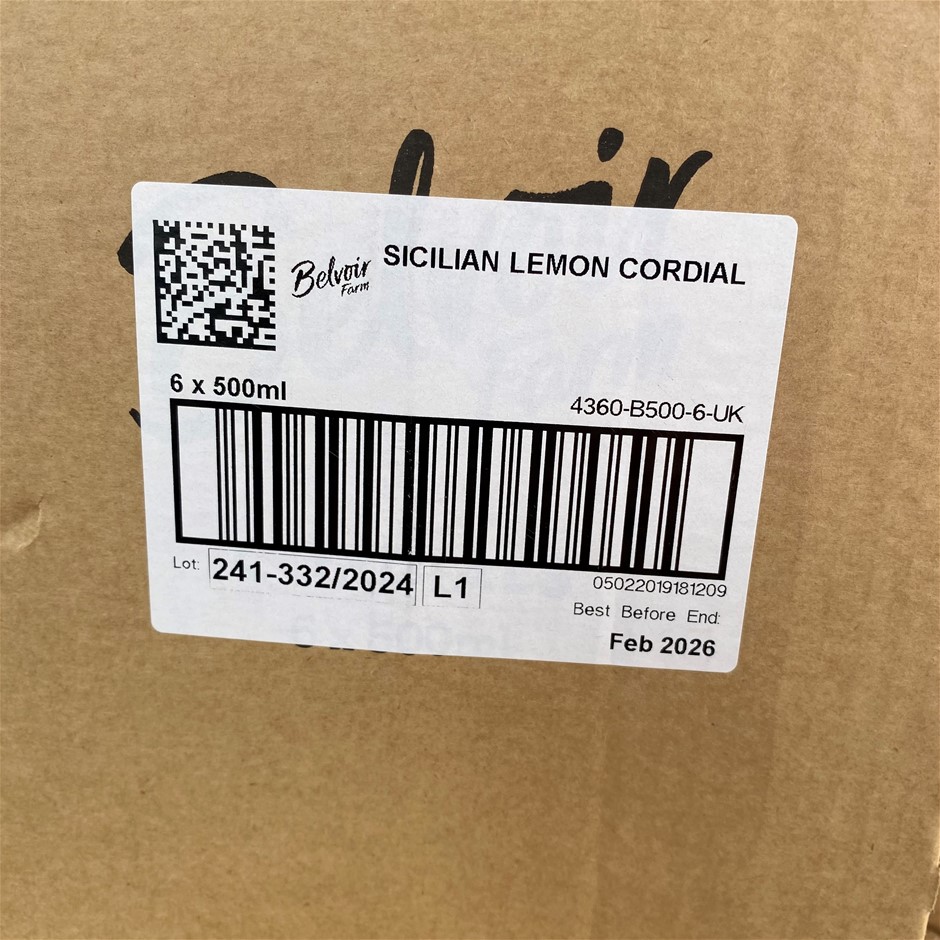 Belvoir
Belvoir
Farm
SICILIAN LEMON CORDIAL
6 x 500ml
4360-B500-6-UK
Lot:
241-332/2024
L1
05022019181209
Best Before End:
Feb 2026